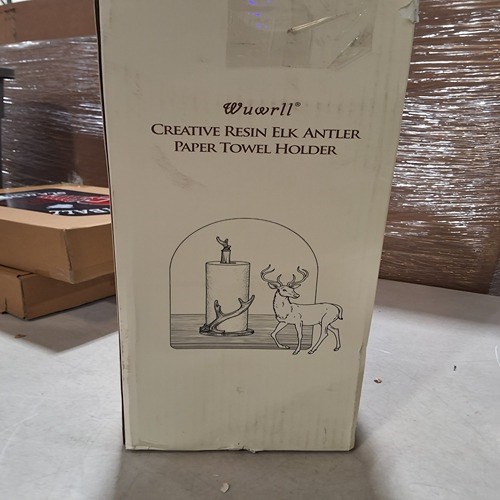 Wuwrll®
CREATIVE RESIN ELK ANTLER
PAPER TOWEL HOLDER